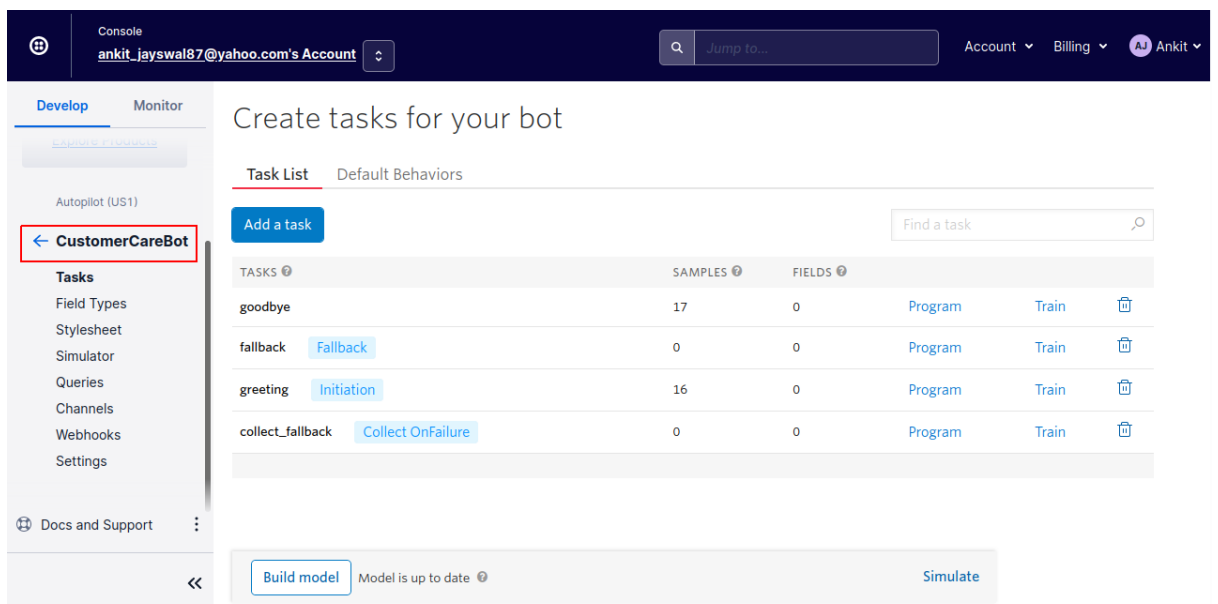 Console
ankit_jayswal87@yahoo.com's Account
Jump to...
Account
Billing
AJ Ankit
Develop Monitor
Explore Products
Autopilot (US1)
← CustomerCareBot
Tasks
Field Types
Stylesheet
Simulator
Queries
Channels
Webhooks
Settings
Docs and Support
Create tasks for your bot
Task List Default Behaviors
Add a task
Find a task
TASKS SAMPLES FIELDS
goodbye 17 0 Program Train
fallback Fallback 0 0 Program Train
greeting Initiation 16 0 Program Train
collect_fallback Collect OnFailure 0 0 Program Train
Build model Model is up to date Simulate